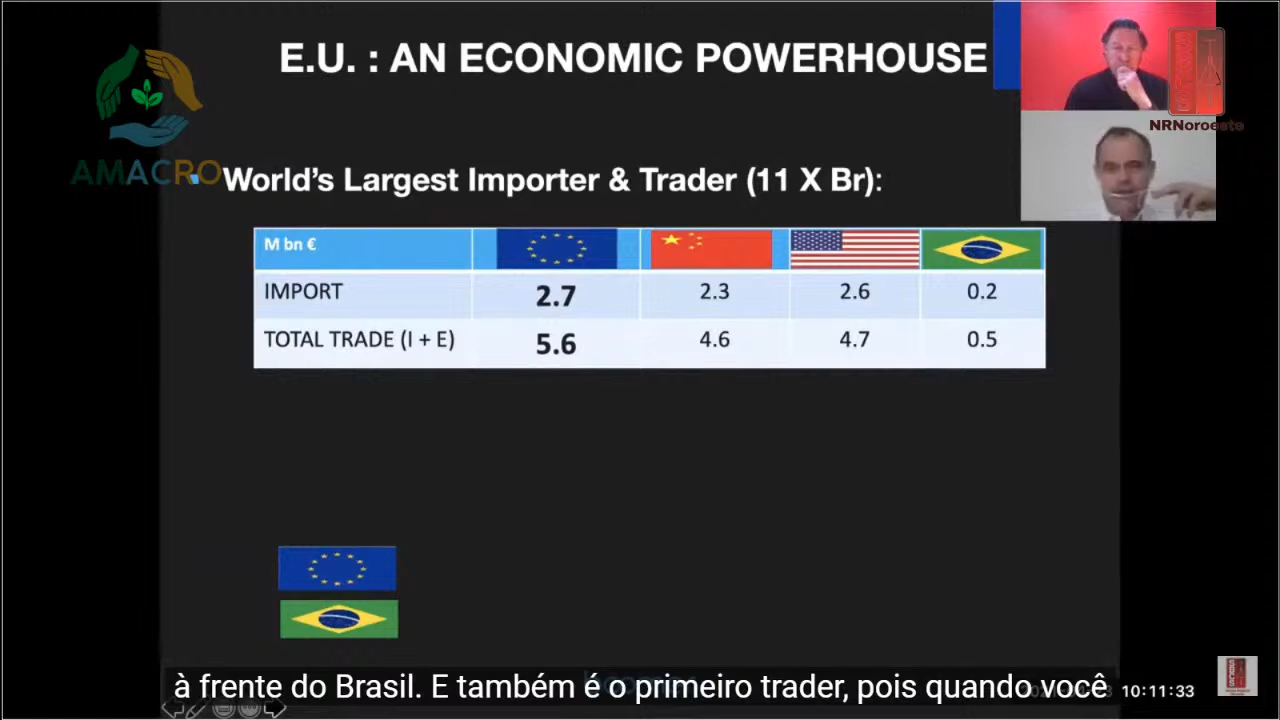 E.U. : AN ECONOMIC POWERHOUSE
NRNoroeste
AMACRO
World's Largest Importer & Trader (11 X Br):
M bn €
IMPORT 2.7 2.3 2.6 0.2
TOTAL TRADE (I + E) 5.6 4.6 4.7 0.5
à frente do Brasil. E também é o primeiro trader, pois quando você
10:11:33